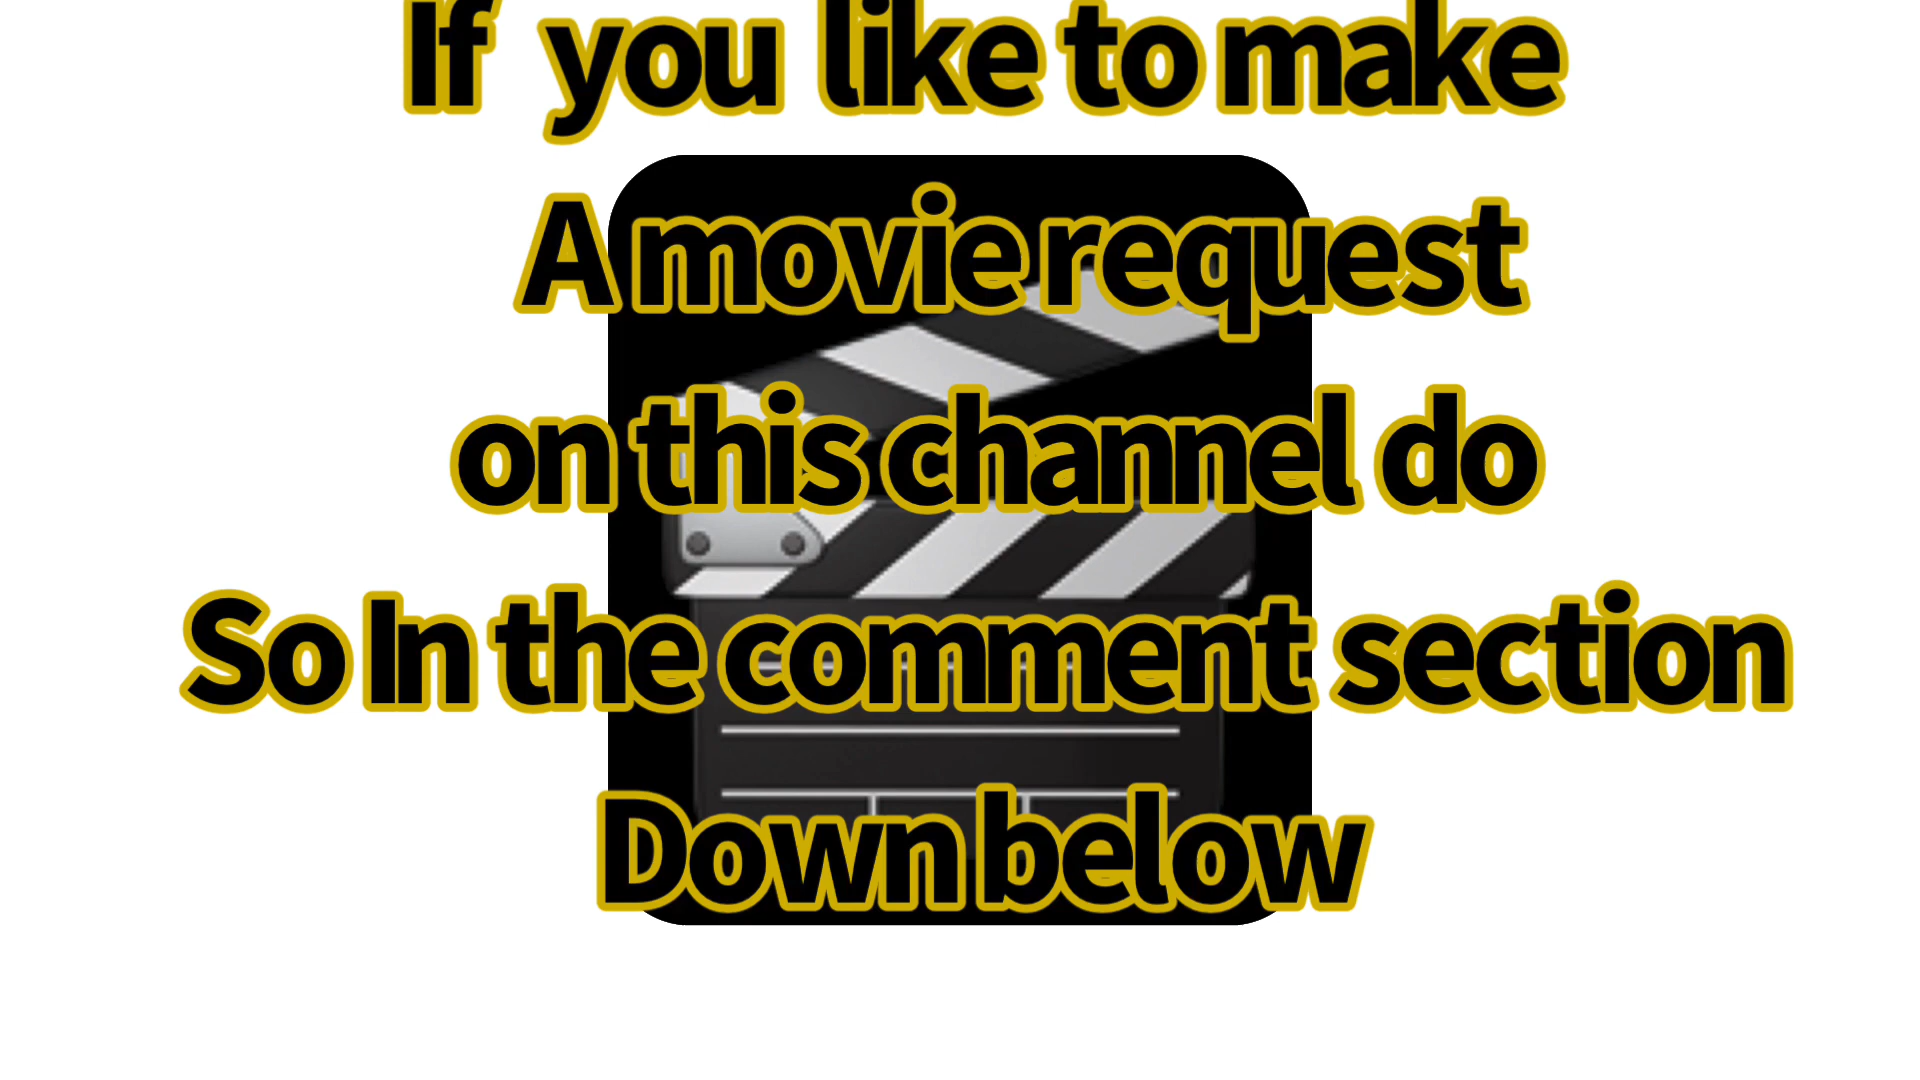 If you like to make
A movie request
on this channel do
So In the comment section
Down below